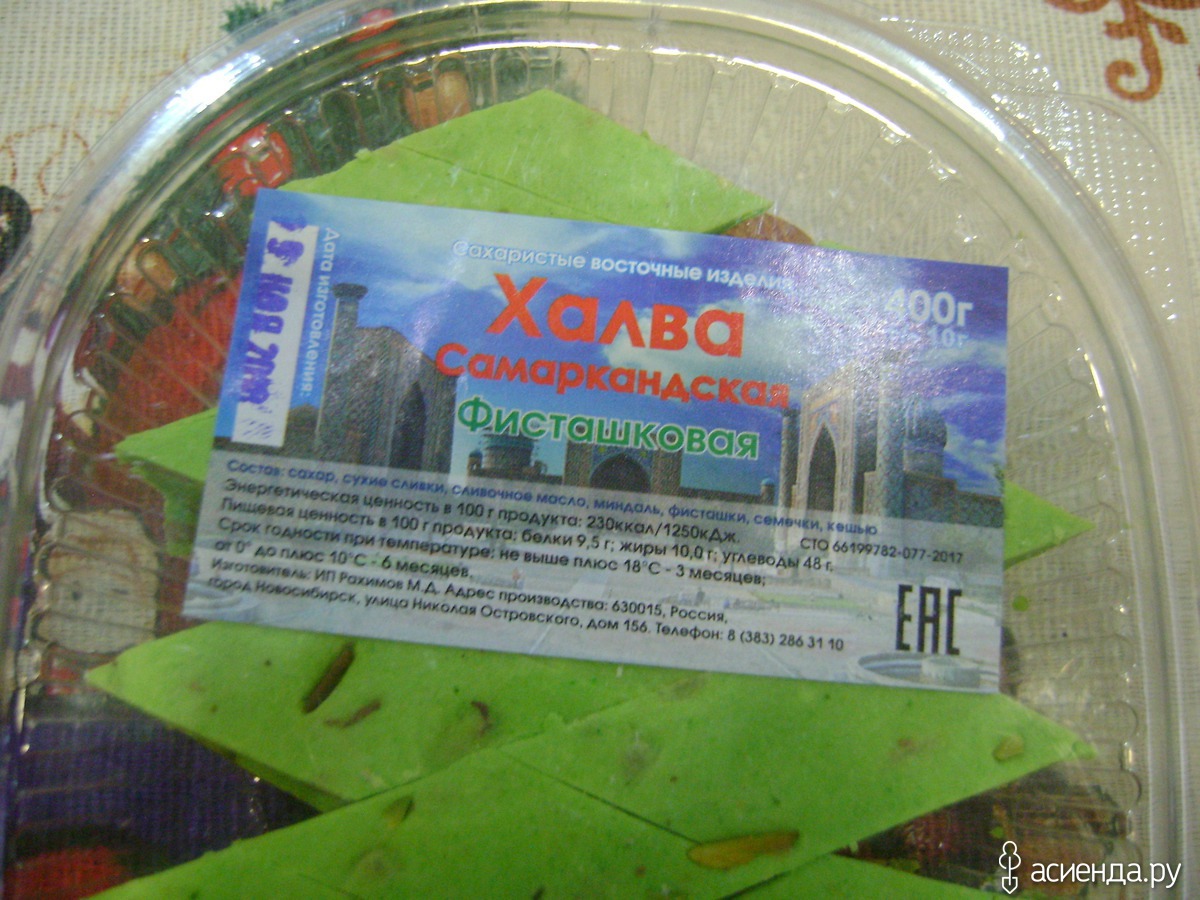 Сахаристые восточные изделия
Халва
Самаркандская
Фисташковая
400г
10г
Дата изготовления:
Состав: сахар, сухие сливки, сливочное масло, миндаль, фисташки, семечки, кешью
Энергетическая ценность в 100 г продукта: 230ккал/1250кДж.
СТО 66199782-077-2017
Пищевая ценность в 100 г продукта: белки 9,5 г; жиры 10,0 г; углеводы 48 г.
Срок годности при температуре: не выше плюс 18°С - 3 месяцев;
от 0° до плюс 10°С - 6 месяцев.
Изготовитель: ИП Рахимов М.Д. Адрес производства: 630015, Россия,
город Новосибирск, улица Николая Островского, дом 156. Телефон: 8 (383) 286 31 10
ЕАС
асиенда.ру